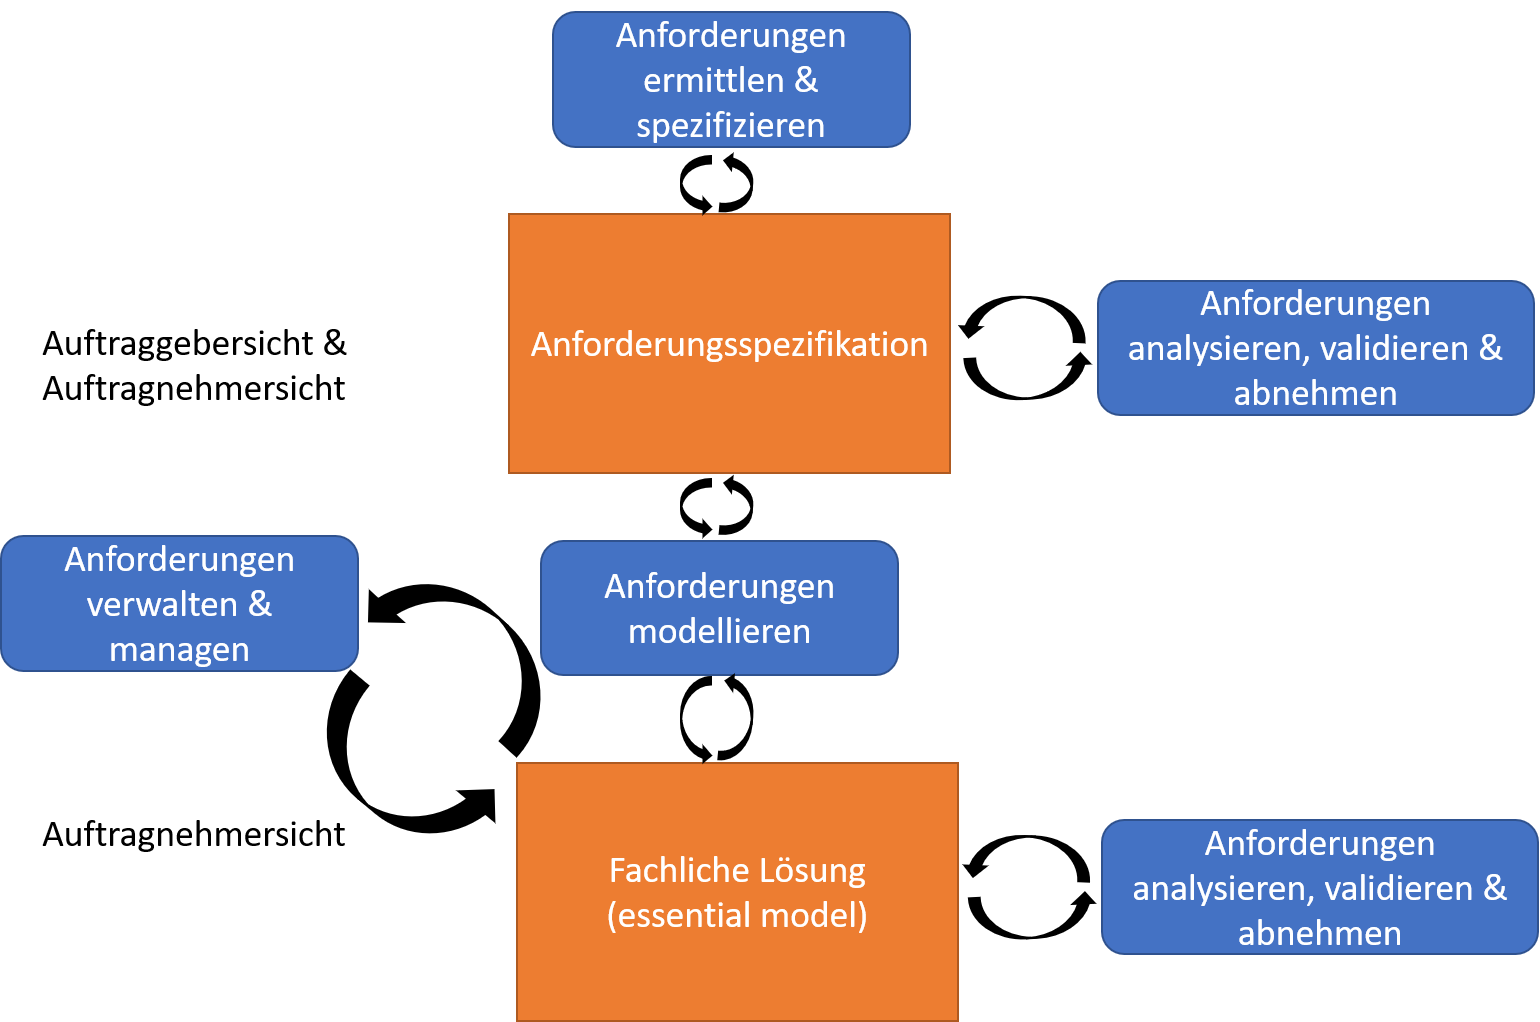 Anforderungen
ermittlen &
spezifizieren
Anforderungsspezifikation
Anforderungen
analysieren, validieren &
abnehmen
Auftraggebersicht &
Auftragnehmersicht
Anforderungen
verwalten &
managen
Anforderungen
modellieren
Auftragnehmersicht
Fachliche Lösung
(essential model)
Anforderungen
analysieren, validieren &
abnehmen